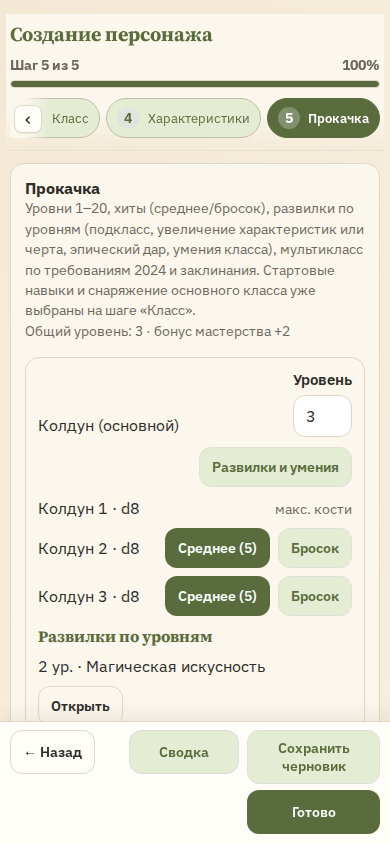 Создание персонажа
Шаг 5 из 5 100%
‹ Класс 4 Характеристики 5 Прокачка
Прокачка
Уровни 1–20, хиты (среднее/бросок), развилки по
уровням (подкласс, увеличение характеристик или
черта, эпический дар, умения класса), мультикласс
по требованиям 2024 и заклинания. Стартовые
навыки и снаряжение основного класса уже
выбраны на шаге «Класс».
Общий уровень: 3 · бонус мастерства +2
Уровень
Колдун (основной) 3
Развилки и умения
Колдун 1 · d8 макс. кости
Колдун 2 · d8 Среднее (5) Бросок
Колдун 3 · d8 Среднее (5) Бросок
Развилки по уровням
2 ур. · Магическая искусность
Открыть
← Назад Сводка Сохранить
черновик
Готово